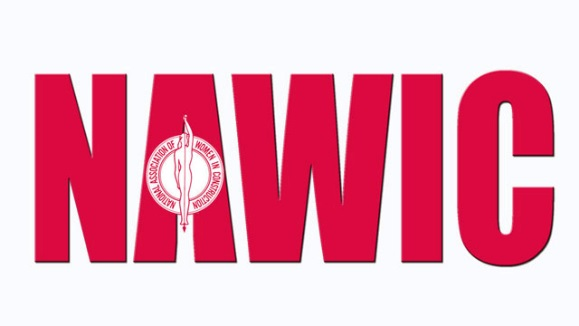 NAWIC
NATIONAL ASSOCIATION OF WOMEN IN CONSTRUCTION